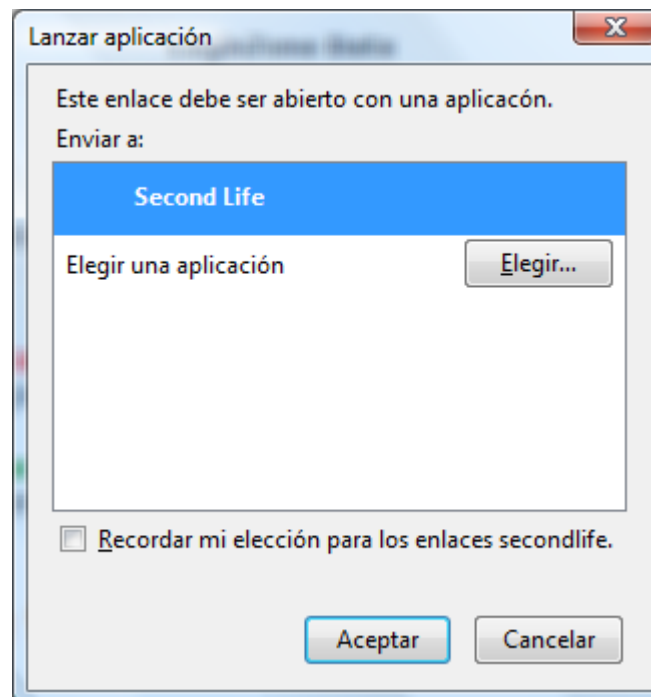 Lanzar aplicación
Este enlace debe ser abierto con una aplicacón.
Enviar a:
Second Life
Elegir una aplicación
Elegir...
Recordar mi elección para los enlaces secondlife.
Aceptar
Cancelar